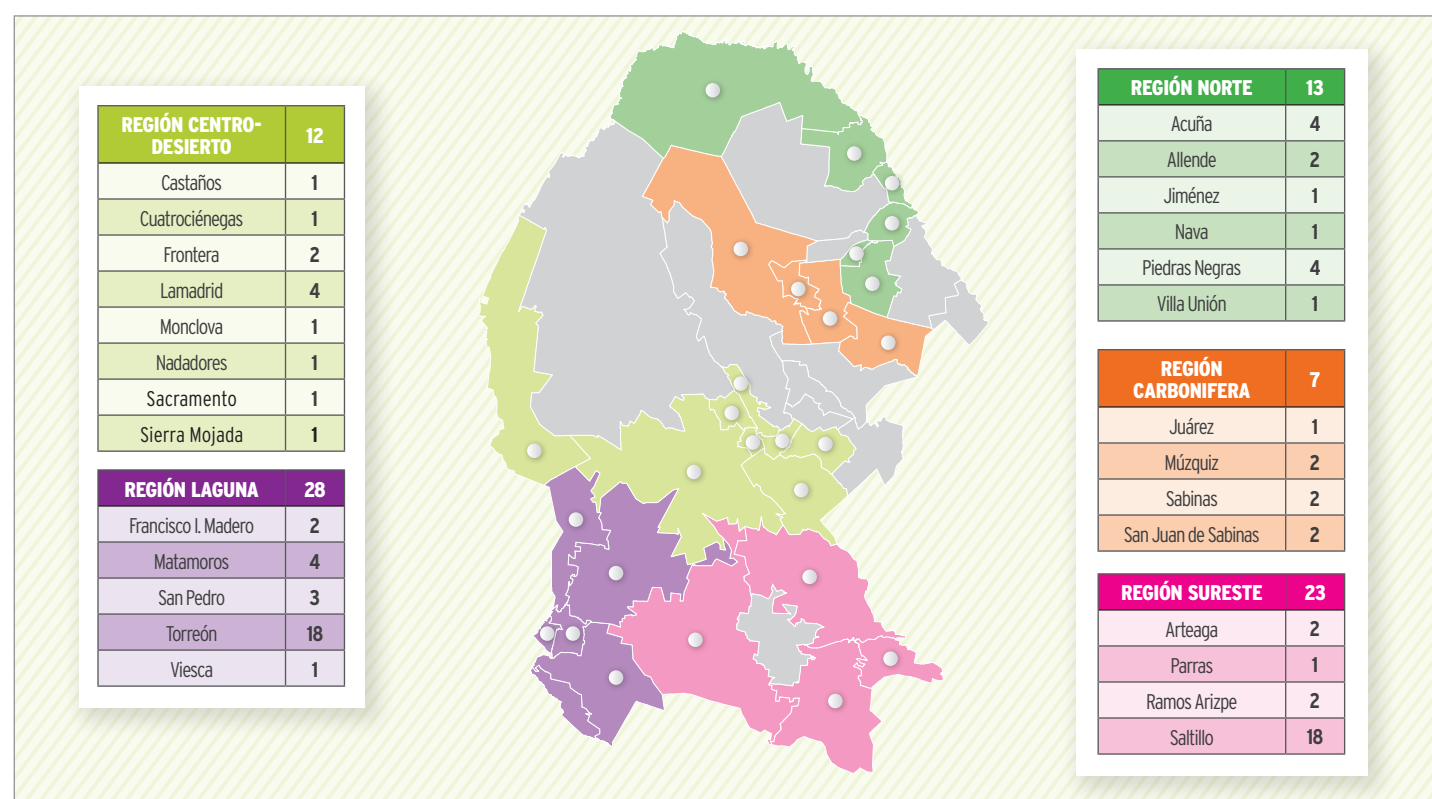 REGIÓN CENTRO-
DESIERTO 12
Castaños 1
Cuatrociénegas 1
Frontera 2
Lamadrid 4
Monclova 1
Nadadores 1
Sacramento 1
Sierra Mojada 1
REGIÓN LAGUNA 28
Francisco I. Madero 2
Matamoros 4
San Pedro 3
Torreón 18
Viesca 1
REGIÓN NORTE 13
Acuña 4
Allende 2
Jiménez 1
Nava 1
Piedras Negras 4
Villa Unión 1
REGIÓN
CARBONIFERA 7
Juárez 1
Múzquiz 2
Sabinas 2
San Juan de Sabinas 2
REGIÓN SURESTE 23
Arteaga 2
Parras 1
Ramos Arizpe 2
Saltillo 18